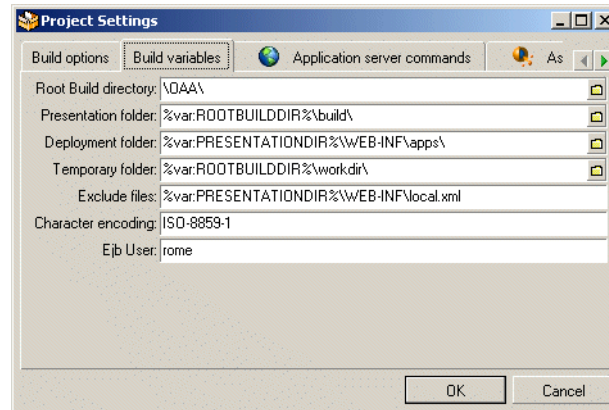 Project Settings
Build options Build variables Application server commands As
Root Build directory: \OAA\
Presentation folder: %var:ROOTBUILDDIR%\build\
Deployment folder: %var:PRESENTATIONDIR%\WEB-INF\apps\
Temporary folder: %var:ROOTBUILDDIR%\workdir\
Exclude files: %var:PRESENTATIONDIR%\WEB-INF\local.xml
Character encoding: ISO-8859-1
Ejb User: rome
OK Cancel